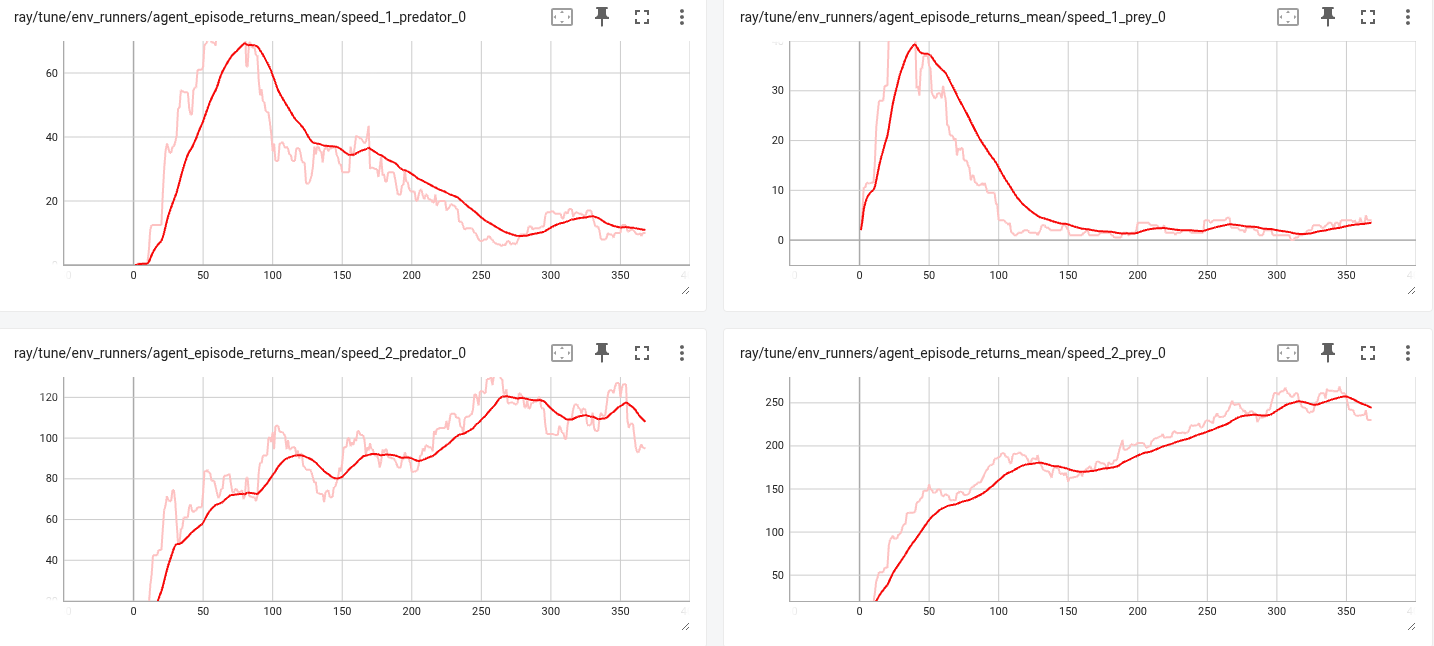 ray/tune/env_runners/agent_episode_returns_mean/speed_1_predator_0
60
40
20
0
0 50 100 150 200 250 300 350
ray/tune/env_runners/agent_episode_returns_mean/speed_1_prey_0
30
20
10
0
0 50 100 150 200 250 300 350
ray/tune/env_runners/agent_episode_returns_mean/speed_2_predator_0
120
100
80
60
40
0 50 100 150 200 250 300 350
ray/tune/env_runners/agent_episode_returns_mean/speed_2_prey_0
250
200
150
100
50
0 50 100 150 200 250 300 350